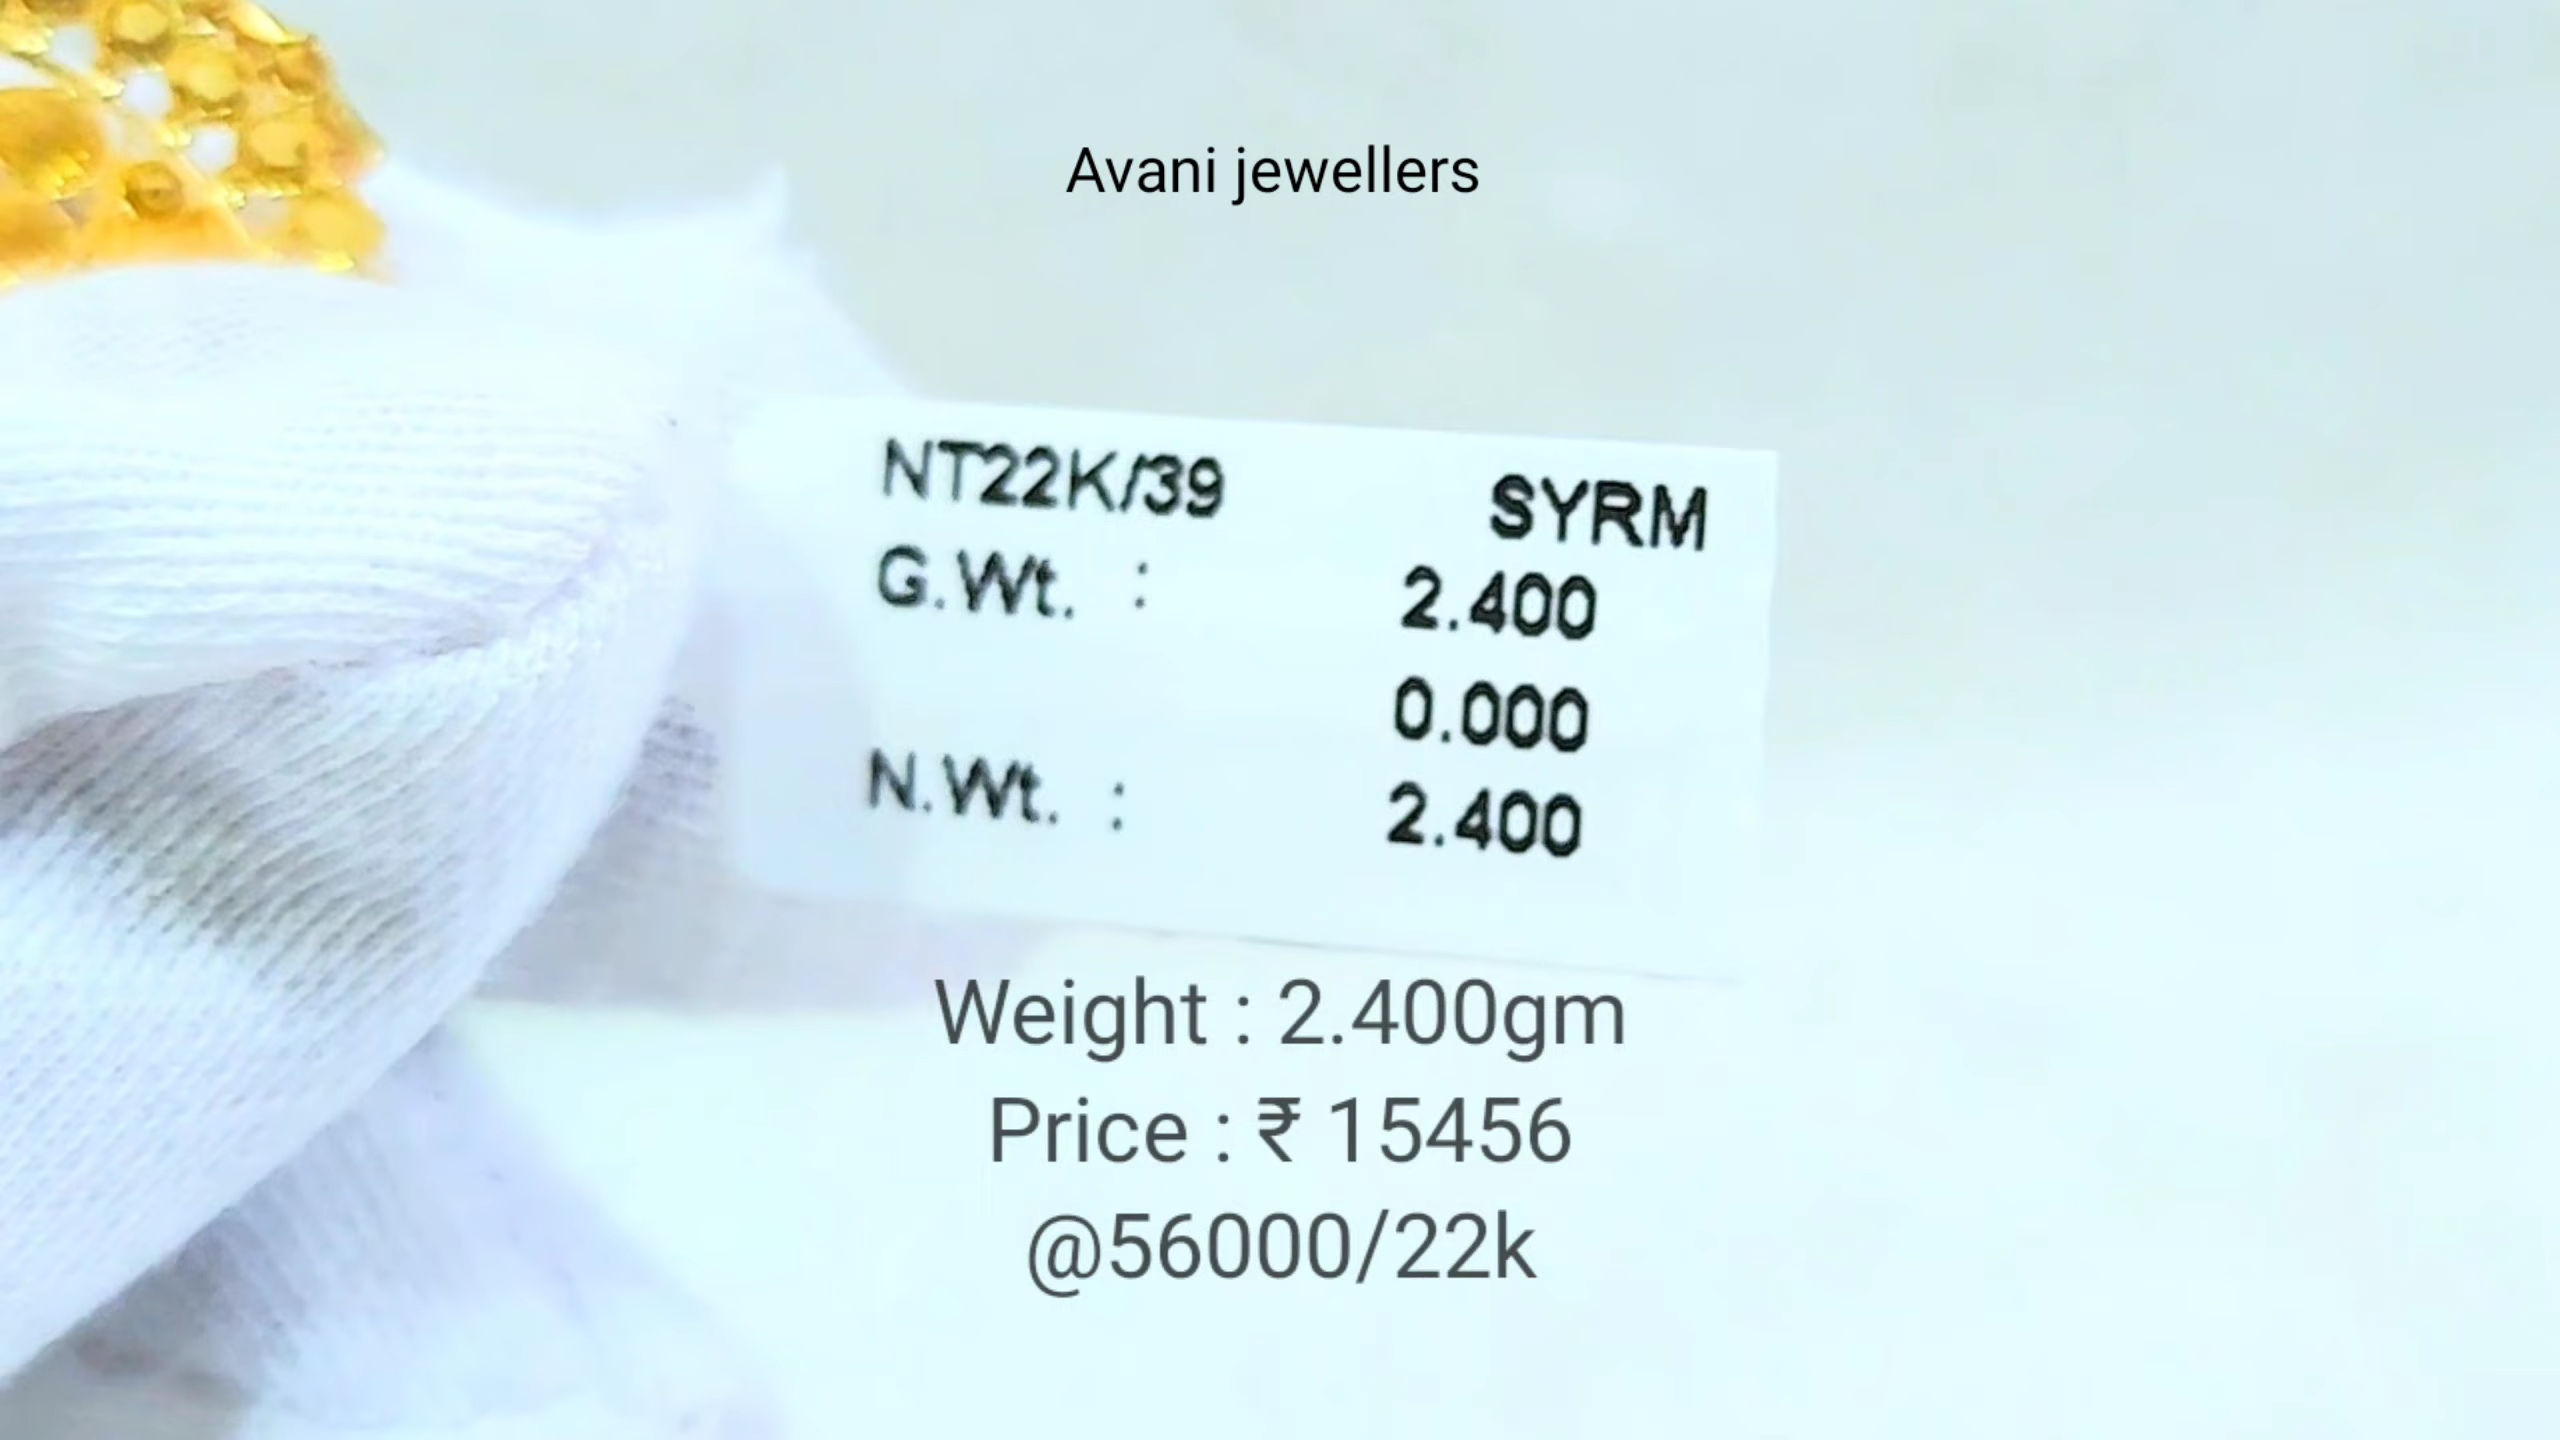 Avani jewellers
NT22K/39 SYRM
G.Wt. : 2.400
0.000
N.Wt. : 2.400
Weight : 2.400gm
Price : ₹ 15456
@56000/22k